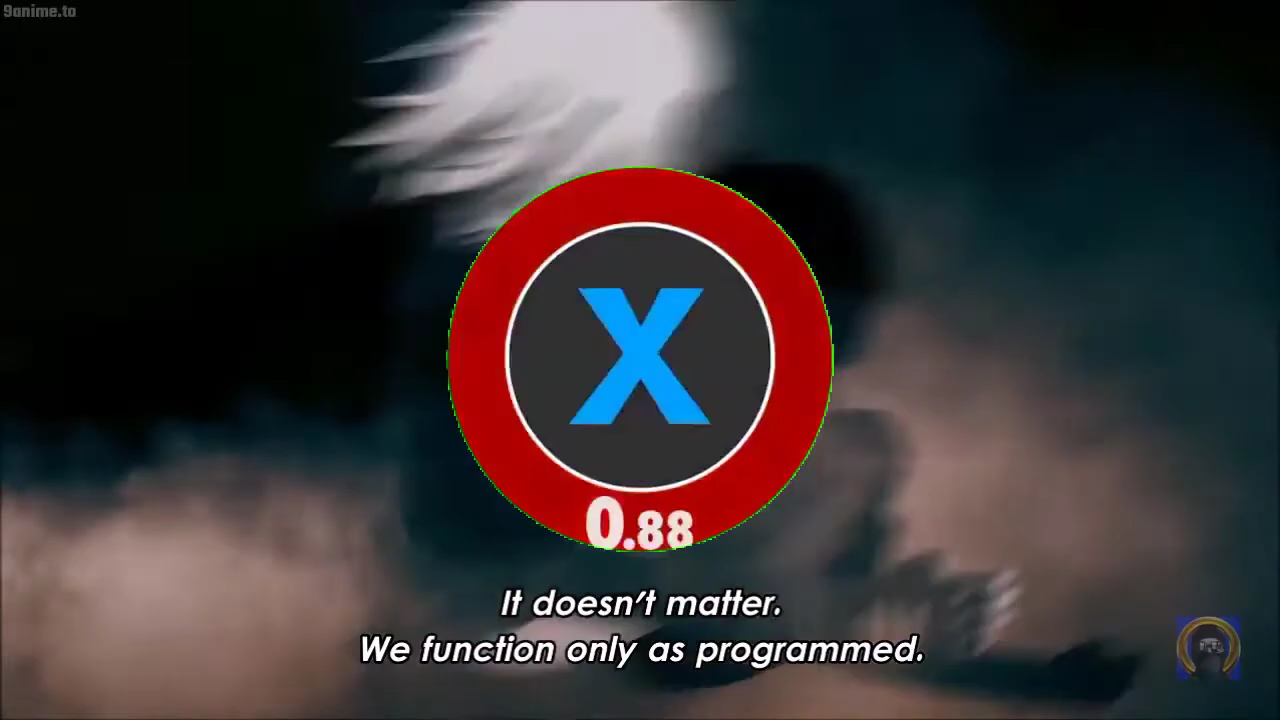 9anime.to
X
0.88
It doesn't matter.
We function only as programmed.